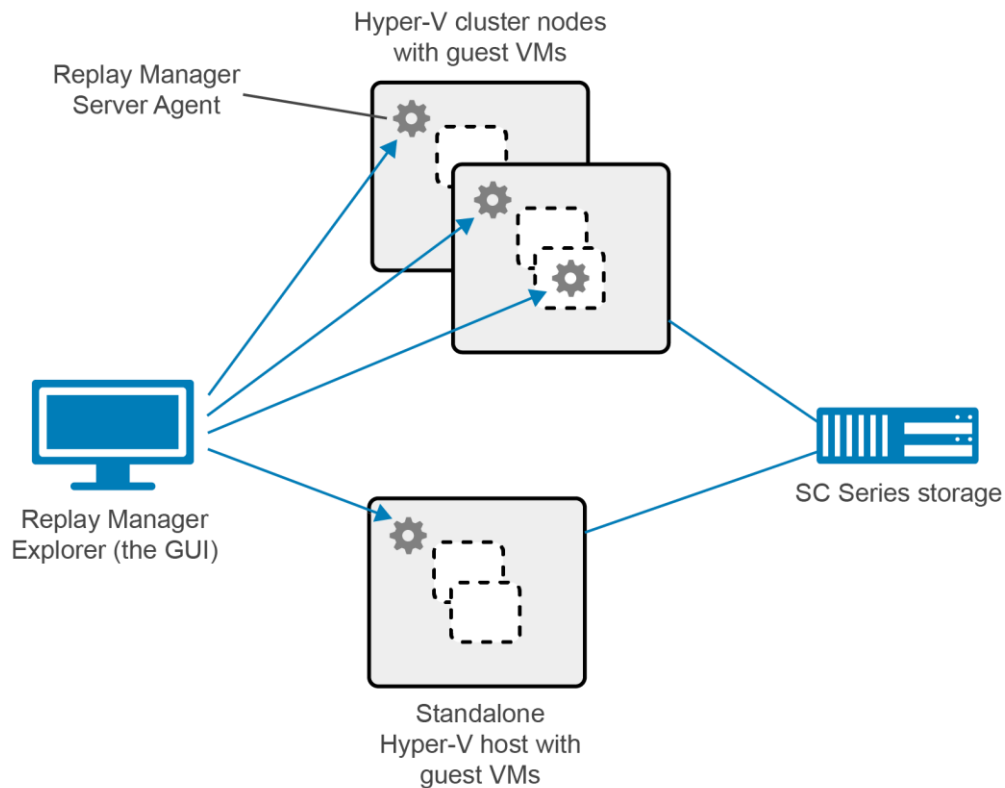 Hyper-V cluster nodes
with guest VMs
Replay Manager
Server Agent
Replay Manager
Explorer (the GUI)
SC Series storage
Standalone
Hyper-V host with
guest VMs